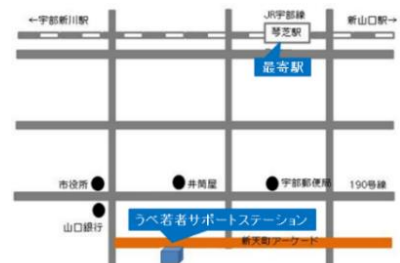 ←宇部新川駅
JR宇部線
新山口駅→
琴芝駅
最寄駅
市役所
井筒屋
宇部郵便局
190号線
山口銀行
うべ若者サポートステーション
新天町アーケード